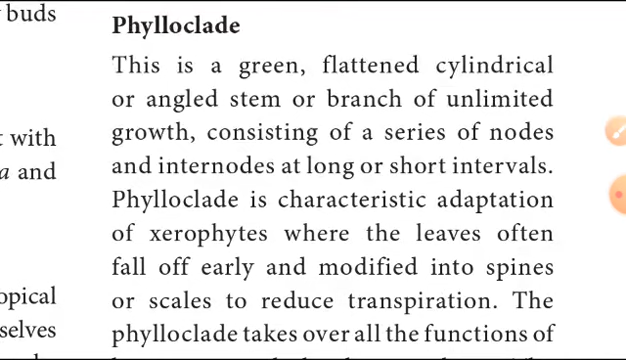 buds
t with
a and
opical
selves
Phylloclade
This is a green, flattened cylindrical
or angled stem or branch of unlimited
growth, consisting of a series of nodes
and internodes at long or short intervals.
Phylloclade is characteristic adaptation
of xerophytes where the leaves often
fall off early and modified into spines
or scales to reduce transpiration. The
phylloclade takes over all the functions of